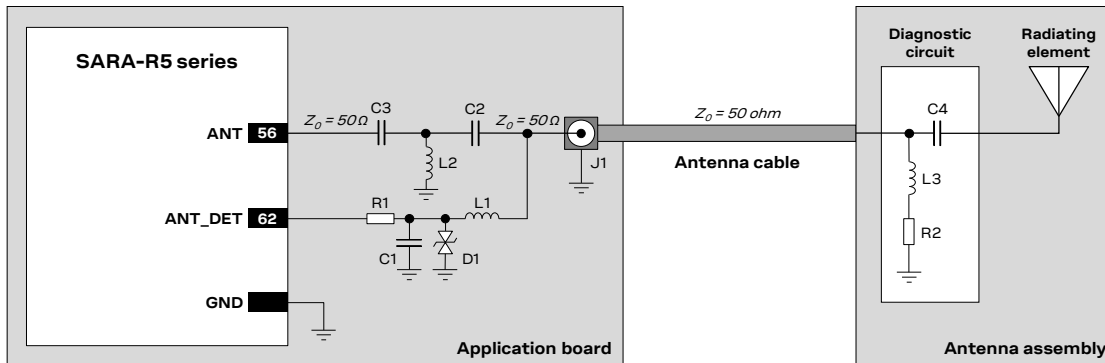 SARA-R5 series
ANT 56
Z₀ = 50 Ω
C3
C2
Z₀ = 50 Ω
L2
J1
ANT_DET 62
R1
L1
C1
D1
GND
Application board
Z₀ = 50 ohm
Antenna cable
Diagnostic
circuit
Radiating
element
C4
L3
R2
Antenna assembly